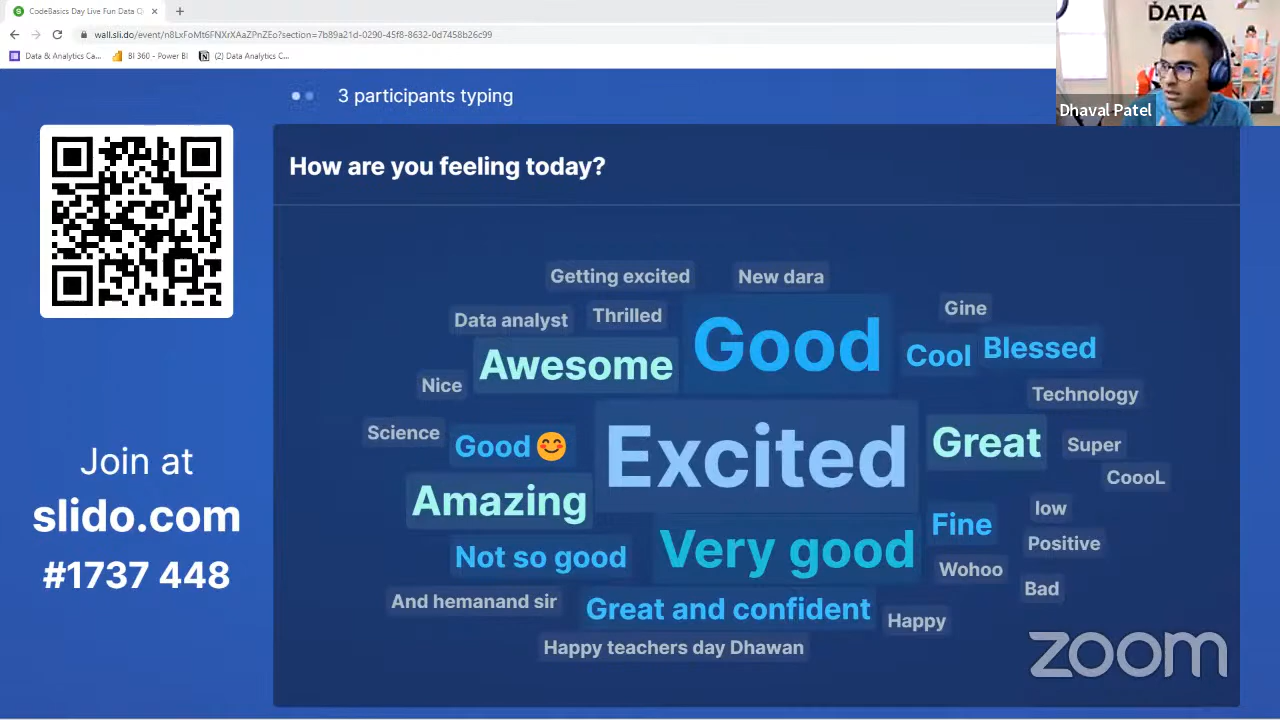 CodeBasics Day Live Fun Data Q
wall.sli.do/event/n8LxFoMt6FNXrXAaZPnZEo?section=7b89a21d-0290-45f8-8632-0d7458b26eb9
Data & Analytics Ca... BI 360 - Power BI (2) Data Analytics C...
DATA
Dhaval Patel
3 participants typing
How are you feeling today?
Getting excited New dara
Data analyst Thrilled Good Gine
Nice Awesome Cool Blessed
Technology
Science Good😊 Excited Great Super
CoooL
Amazing low
Not so good Very good Fine Positive
Wohoo Bad
And hemanand sir Great and confident Happy
Happy teachers day Dhawan
Join at
slido.com
#1737 448
zoom